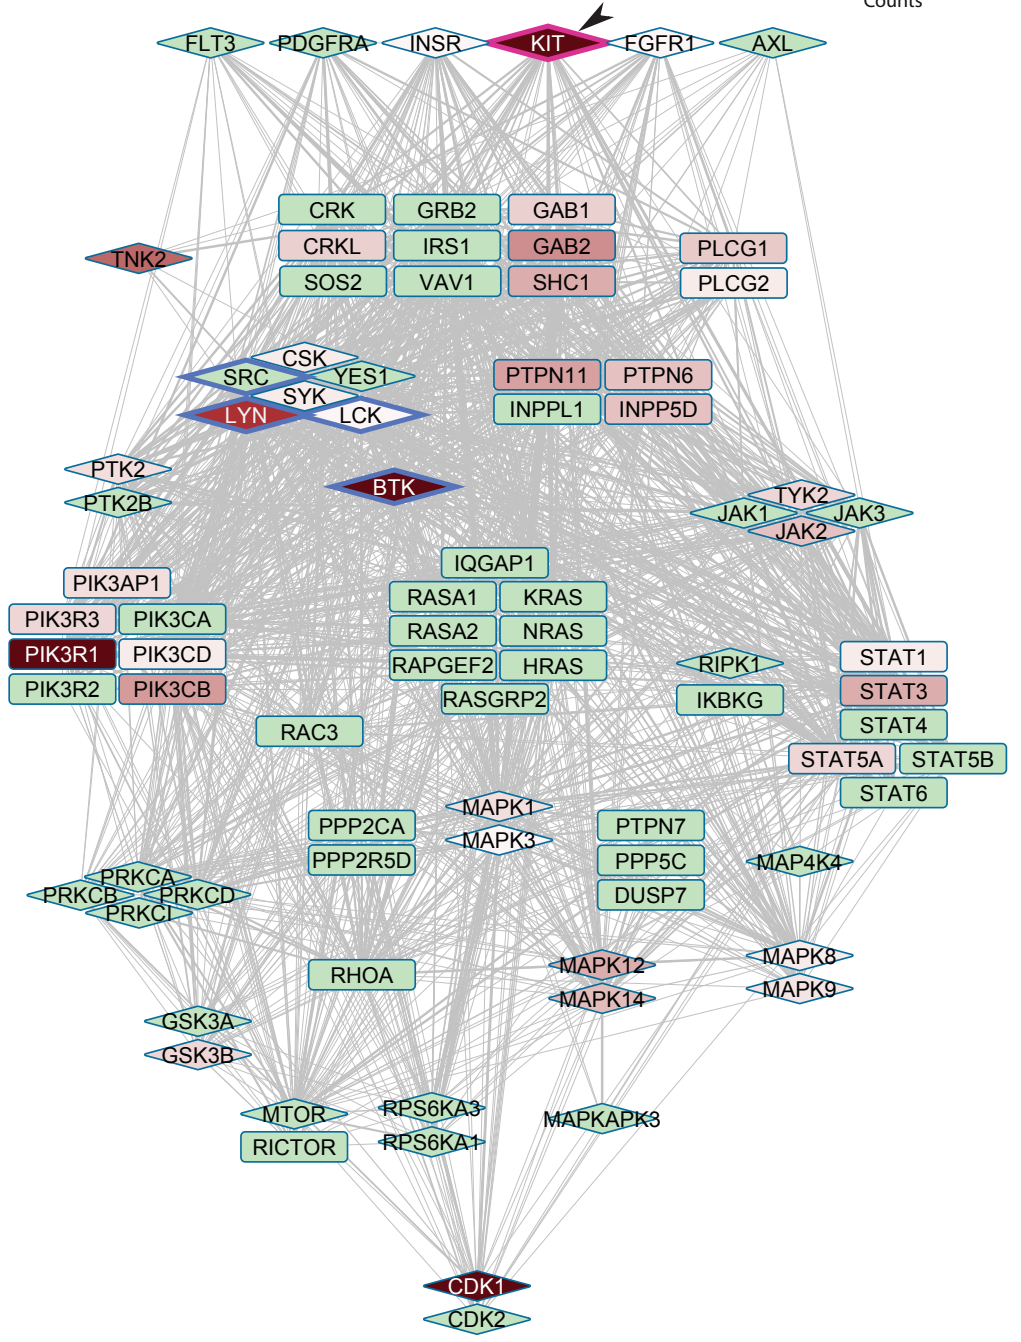 Counts
FLT3 PDGFRA INSR KIT FGFR1 AXL
CRK GRB2 GAB1
CRKL IRS1 GAB2 PLCG1
TNK2
SOS2 VAV1 SHC1 PLCG2
CSK
SRC YES1 PTPN11 PTPN6
SYK
LYN LCK INPPL1 INPP5D
PTK2
BTK
PTK2B
TYK2
JAK1 JAK3
JAK2
IQGAP1
PIK3AP1
RASA1 KRAS
PIK3R3 PIK3CA
RASA2 NRAS
PIK3R1 PIK3CD STAT1
RAPGEF2 HRAS RIPK1
PIK3R2 PIK3CB STAT3
RASGRP2 IKBKG
RAC3 STAT4
STAT5A STAT5B
STAT6
MAPK1
PPP2CA PTPN7
MAPK3
PPP2R5D PPP5C MAP4K4
PRKCA
PRKCB PRKCD DUSP7
PRKCI
MAPK12 MAPK8
RHOA
MAPK14 MAPK9
GSK3A
GSK3B
MTOR RPS6KA3 MAPKAPK3
RICTOR RPS6KA1
CDK1
CDK2